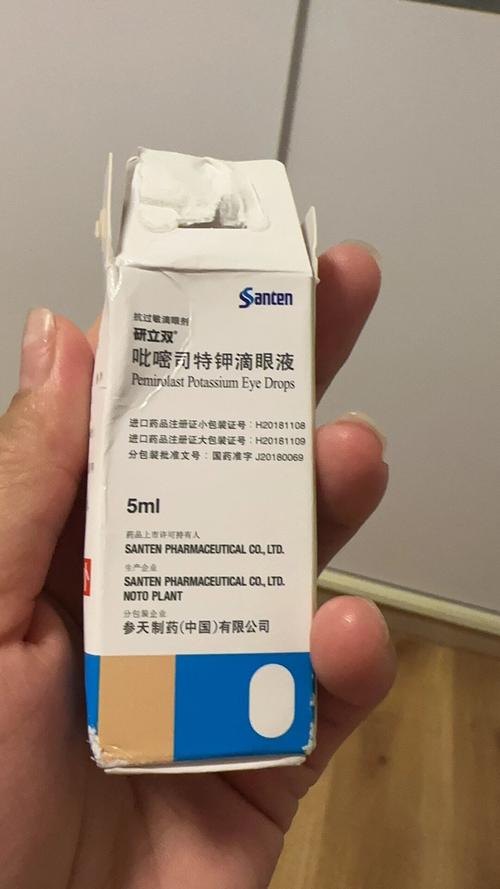 Santen
抗过敏滴眼剂
研立双®
吡嘧司特钾滴眼液
Pemirolast Potassium Eye Drops
进口药品注册证小包装证号：H20181108
进口药品注册证大包装证号：H20181109
分包装批准文号：国药准字 J20180069
5ml
药品上市许可持有人
SANTEN PHARMACEUTICAL CO., LTD.
生产企业
SANTEN PHARMACEUTICAL CO., LTD.
NOTO PLANT
分包装企业
参天制药(中国)有限公司